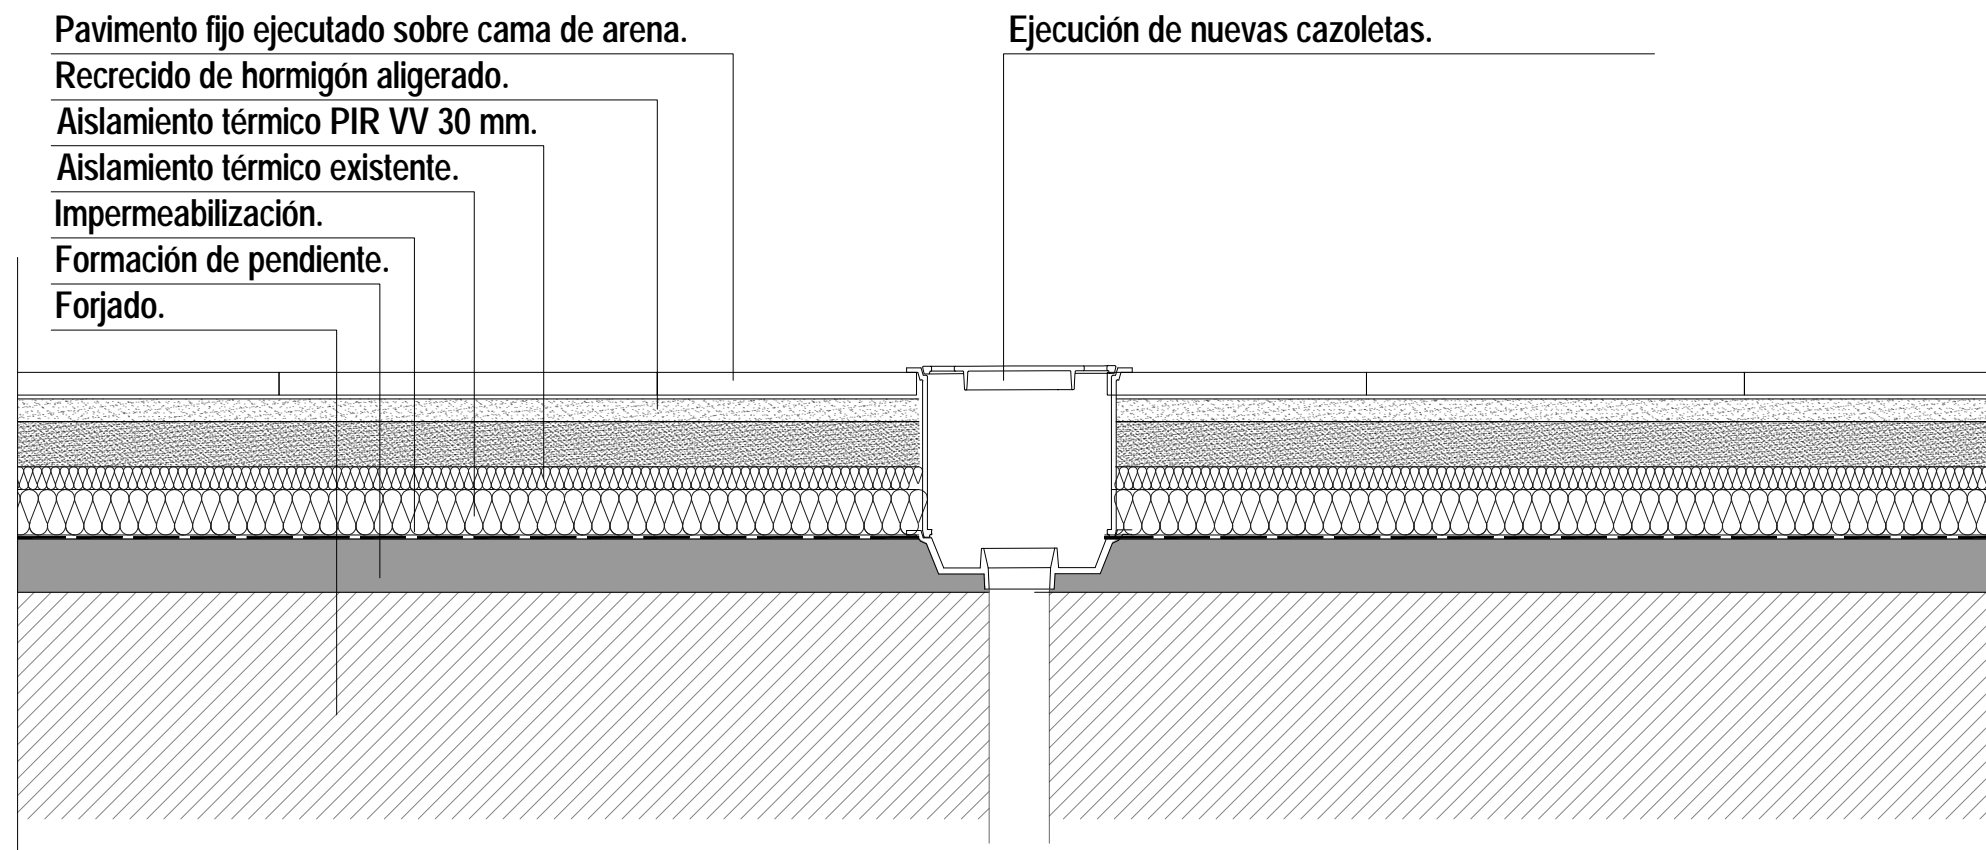 Pavimento fijo ejecutado sobre cama de arena.
Recrecido de hormigón aligerado.
Aislamiento térmico PIR VV 30 mm.
Aislamiento térmico existente.
Impermeabilización.
Formación de pendiente.
Forjado.
Ejecución de nuevas cazoletas.